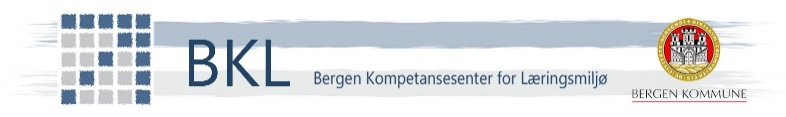 BKL Bergen Kompetansesenter for Læringsmiljø
BERGEN KOMMUNE